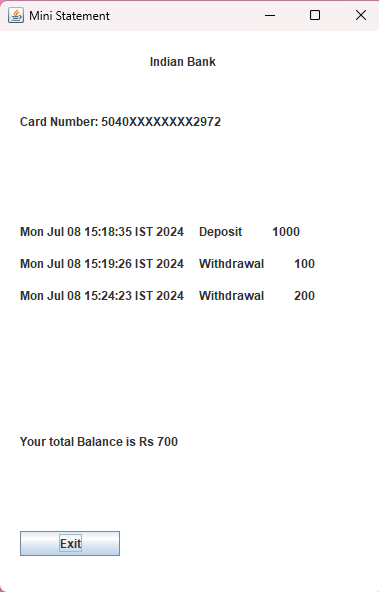 Mini Statement
Indian Bank
Card Number: 5040XXXXXXXX2972
Mon Jul 08 15:18:35 IST 2024 Deposit 1000
Mon Jul 08 15:19:26 IST 2024 Withdrawal 100
Mon Jul 08 15:24:23 IST 2024 Withdrawal 200
Your total Balance is Rs 700
Exit